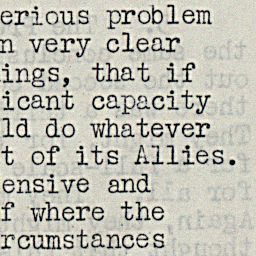 erious problem
n very clear
ings, that if
icant capacity
ld do whatever
t of its Allies.
ensive and
f where the
rcumstances